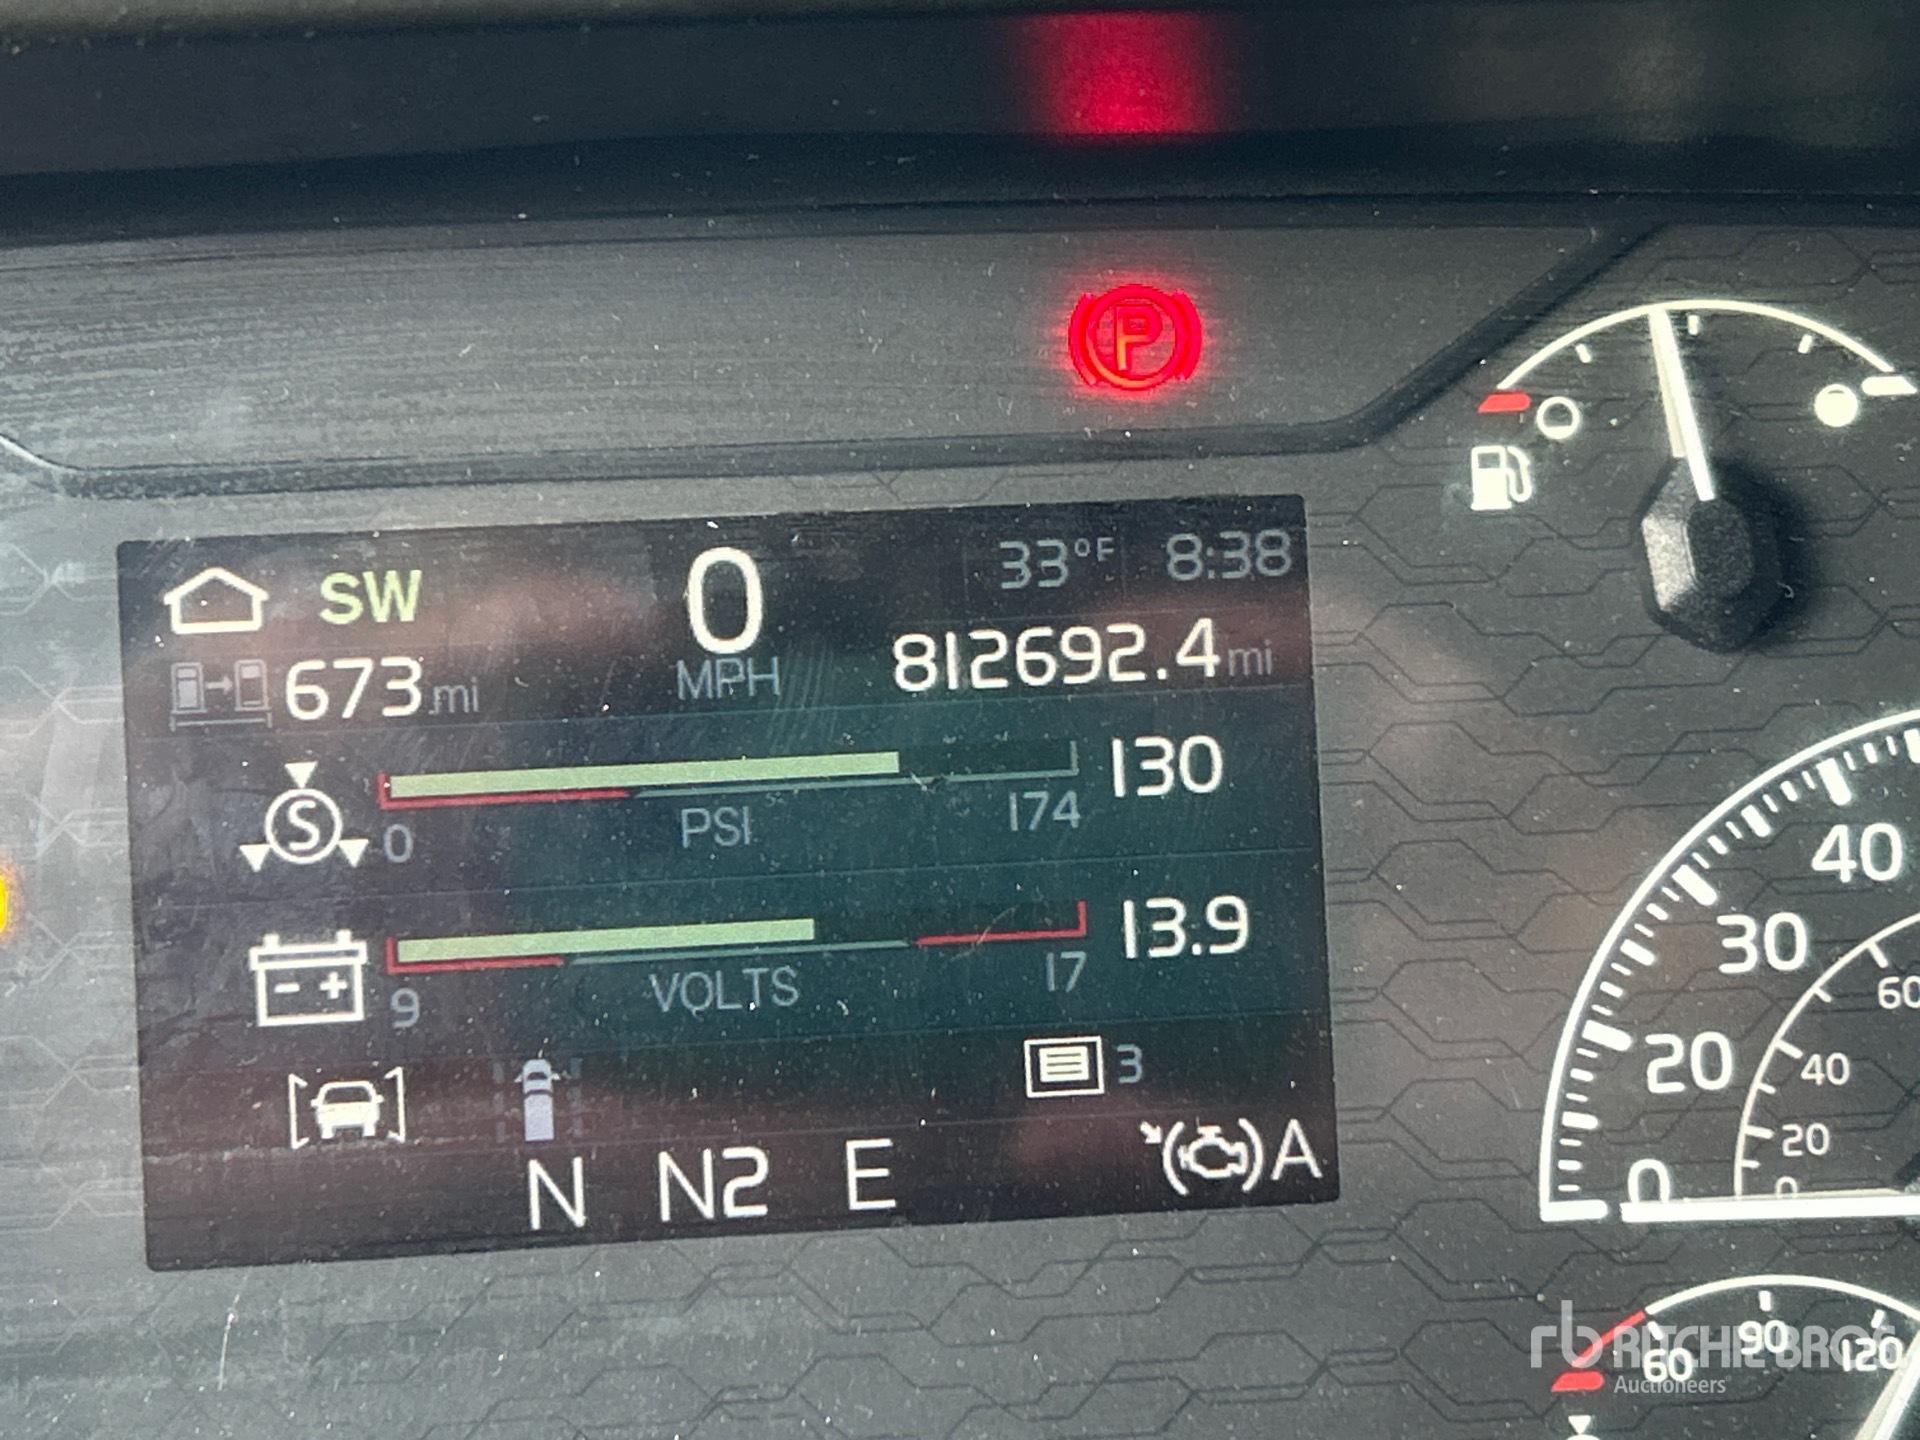 P
SW
0
33°F 8:38
673 mi
MPH
812692.4 mi
S
130
0 PSI 174
13.9
9 VOLTS 17
3
N N2 E A
40
30
20
0
60
40
20
0
60 90 120
rb RITCHIE BROS
Auctioneers